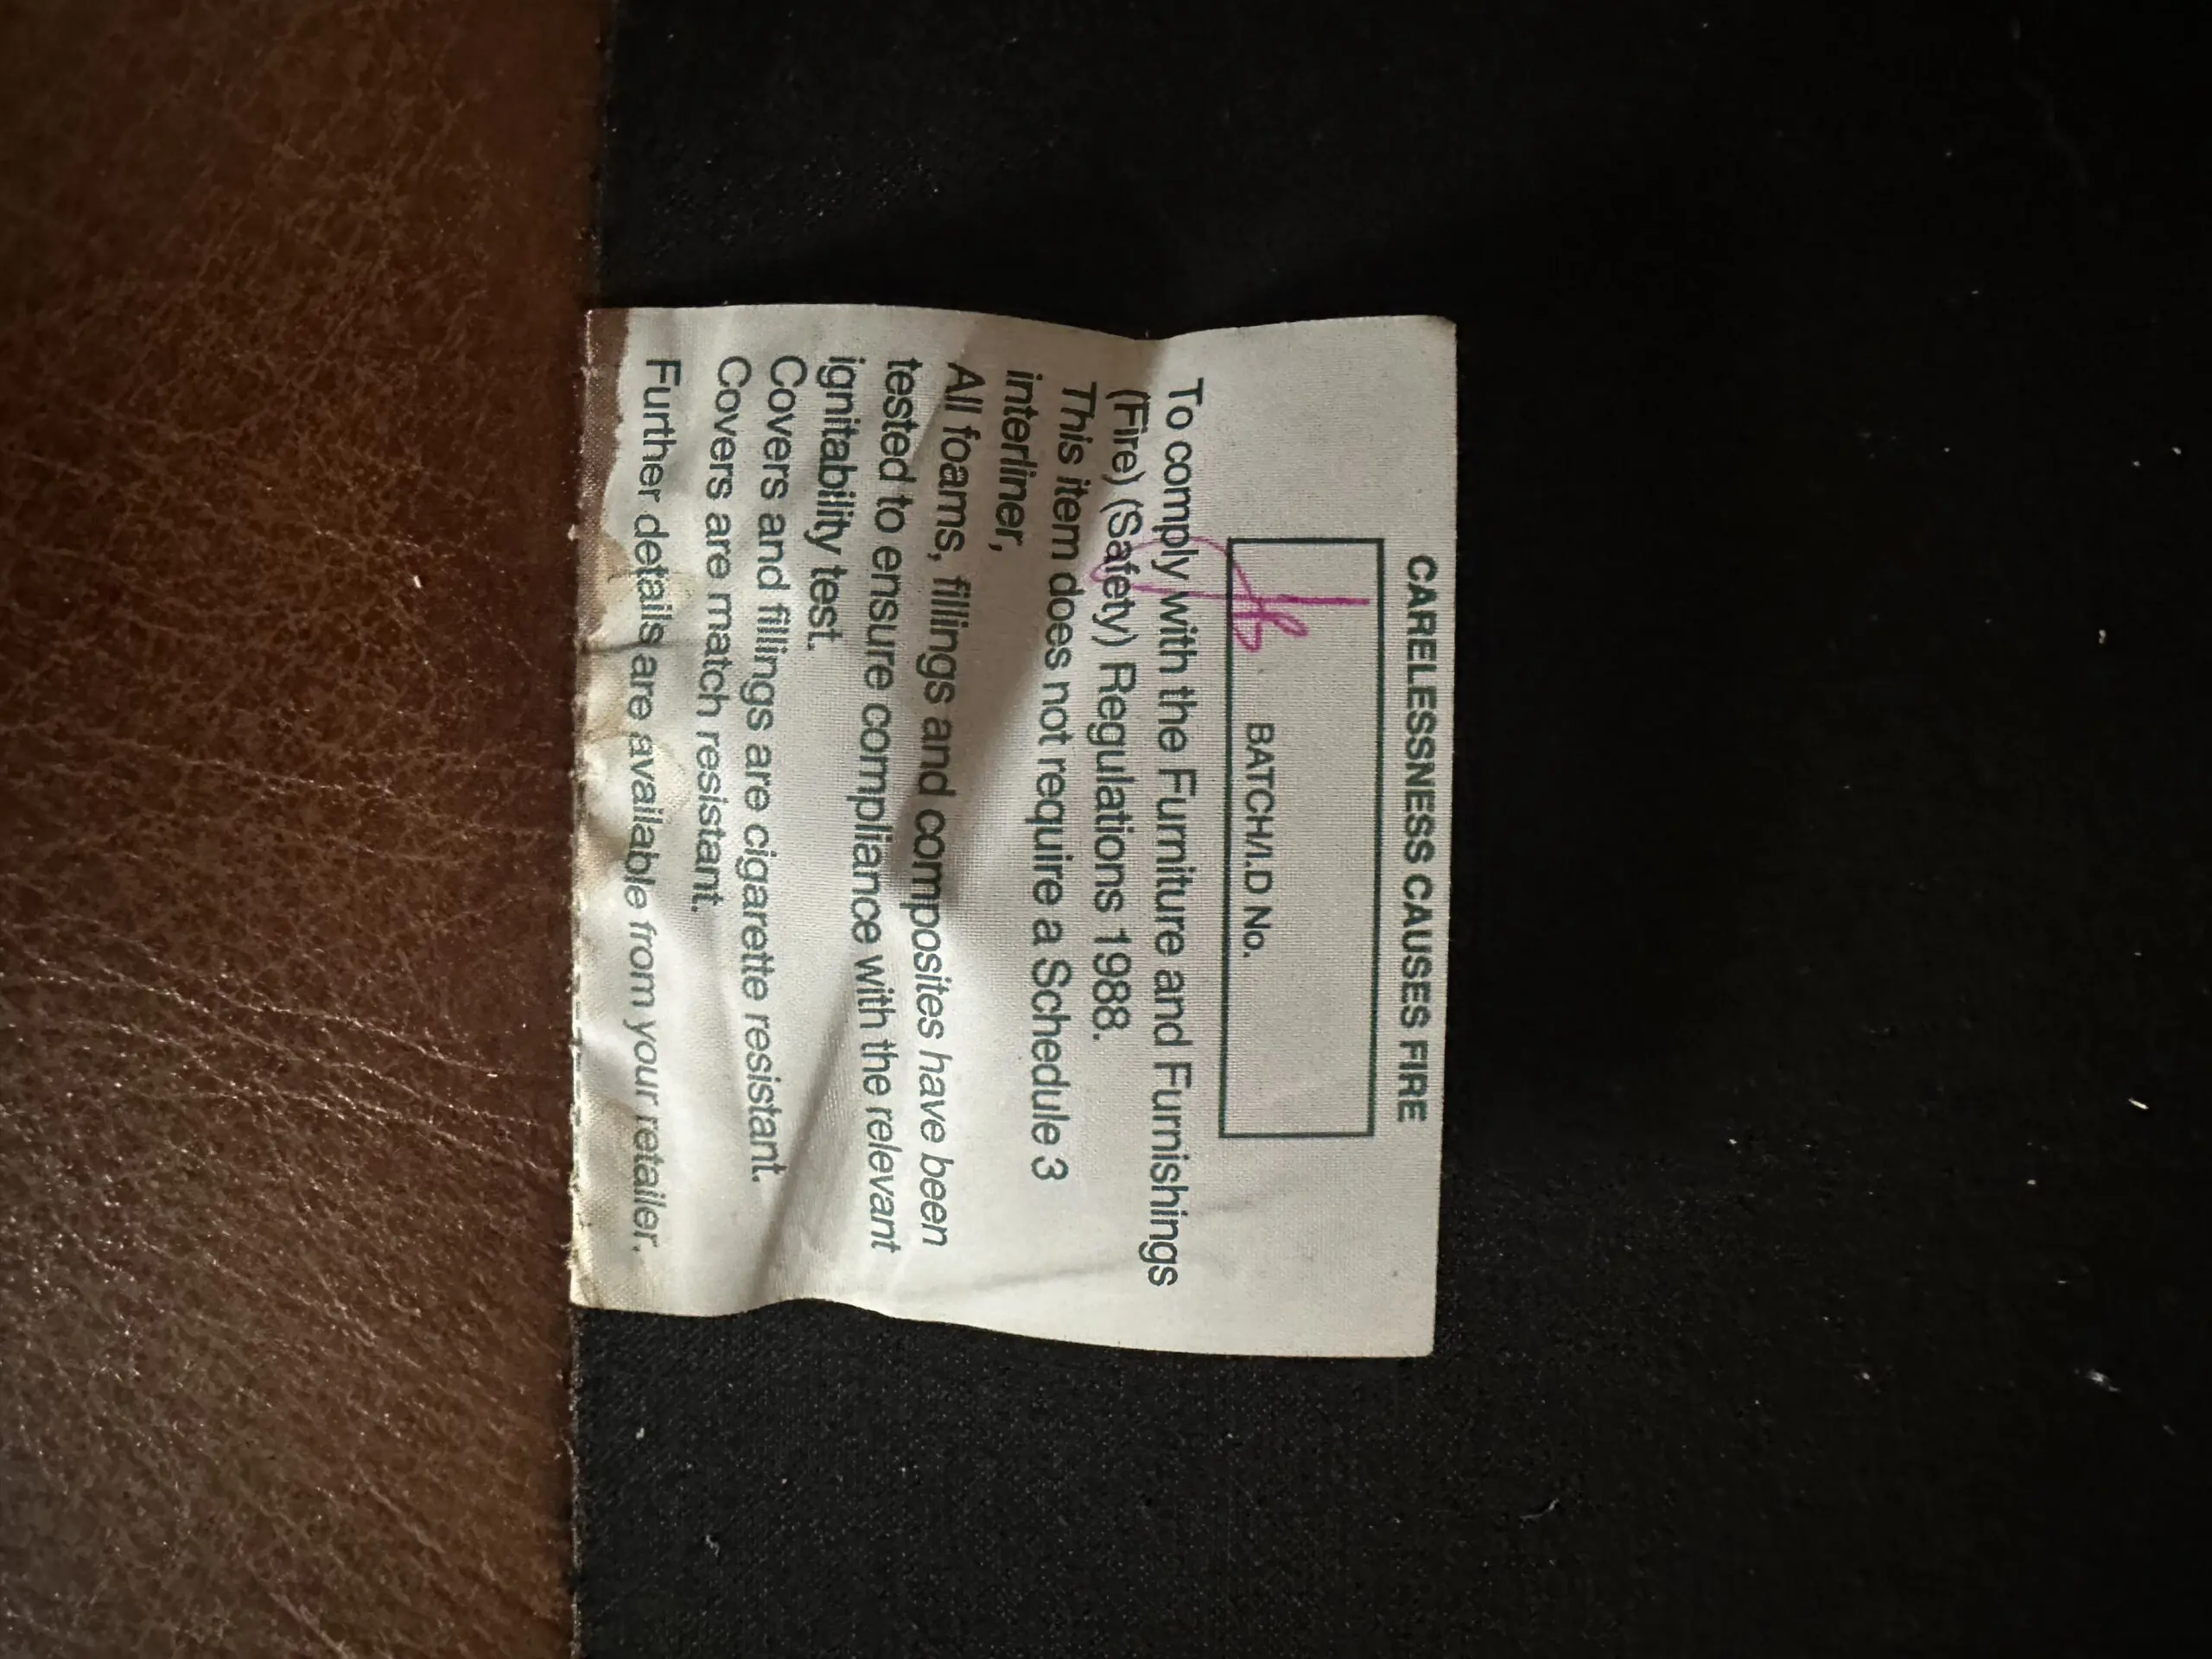 CARELESSNESS CAUSES FIRE
BATCH/I.D No.
To comply with the Furniture and Furnishings
(Fire) (Safety) Regulations 1988.
This item does not require a Schedule 3
interliner,
All foams, fillings and composites have been
tested to ensure compliance with the relevant
ignitability test.
Covers and fillings are cigarette resistant.
Covers are match resistant.
Further details are available from your retailer.